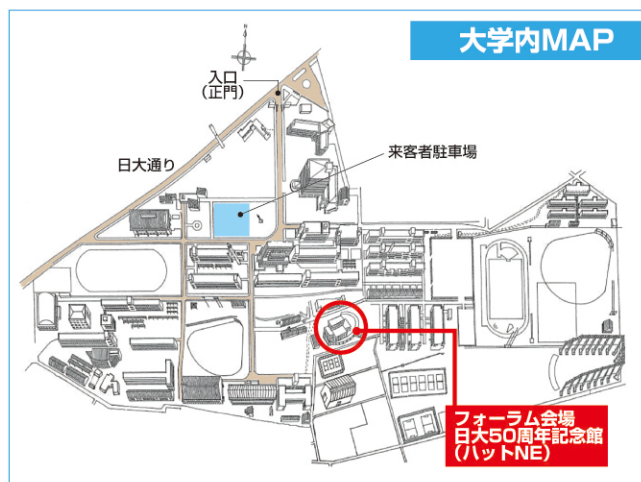 大学内MAP
入口
(正門)
日大通り
来客者駐車場
フォーラム会場
日大50周年記念館
(ハットNE)